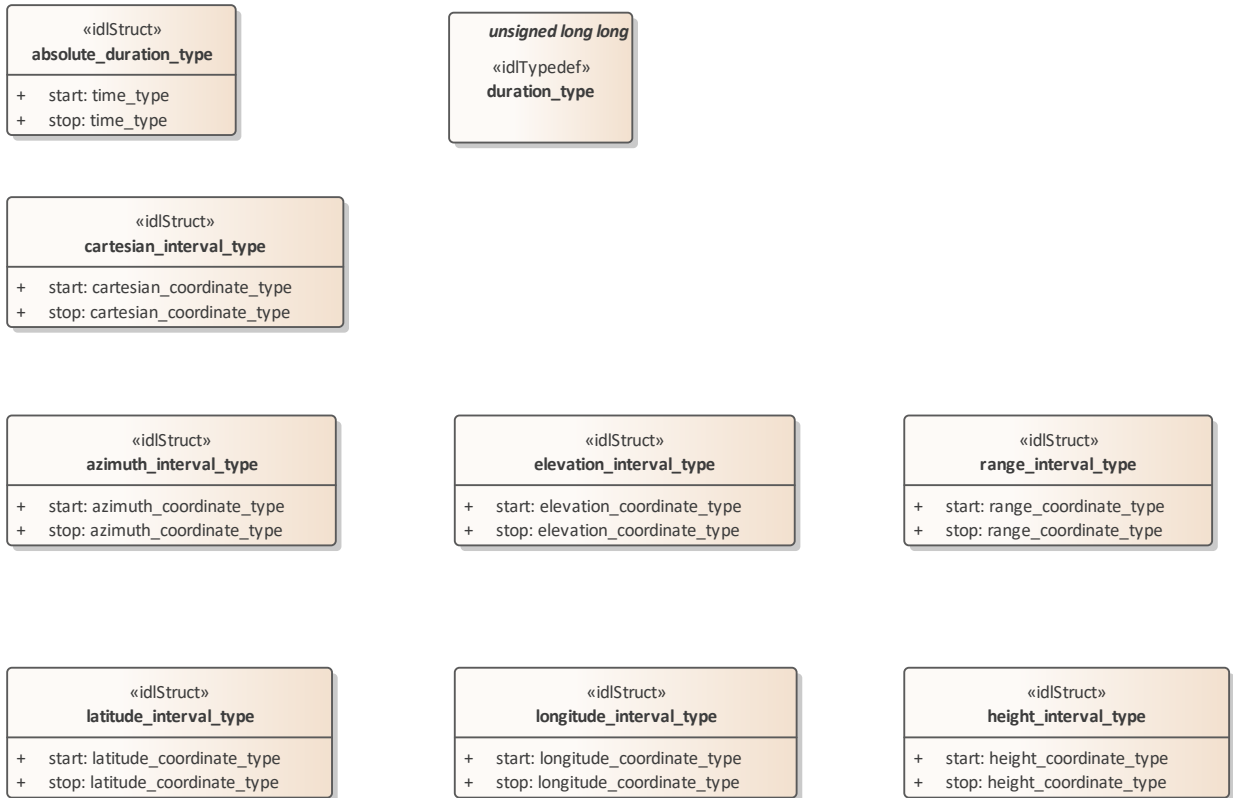 «idlStruct»
absolute_duration_type
+ start: time_type
+ stop: time_type
unsigned long long
«idlTypedef»
duration_type
«idlStruct»
cartesian_interval_type
+ start: cartesian_coordinate_type
+ stop: cartesian_coordinate_type
«idlStruct»
azimuth_interval_type
+ start: azimuth_coordinate_type
+ stop: azimuth_coordinate_type
«idlStruct»
elevation_interval_type
+ start: elevation_coordinate_type
+ stop: elevation_coordinate_type
«idlStruct»
range_interval_type
+ start: range_coordinate_type
+ stop: range_coordinate_type
«idlStruct»
latitude_interval_type
+ start: latitude_coordinate_type
+ stop: latitude_coordinate_type
«idlStruct»
longitude_interval_type
+ start: longitude_coordinate_type
+ stop: longitude_coordinate_type
«idlStruct»
height_interval_type
+ start: height_coordinate_type
+ stop: height_coordinate_type